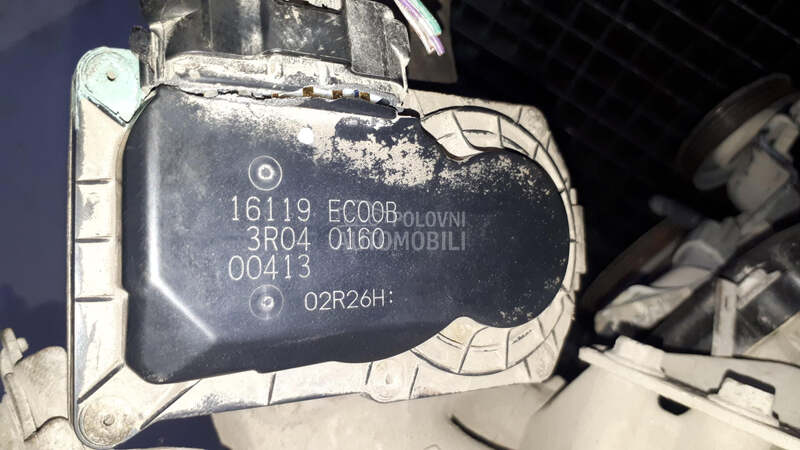 16119 EC00B
POLOVNI
3R04 0160
AUTOMOBILI
00413
02R26H: